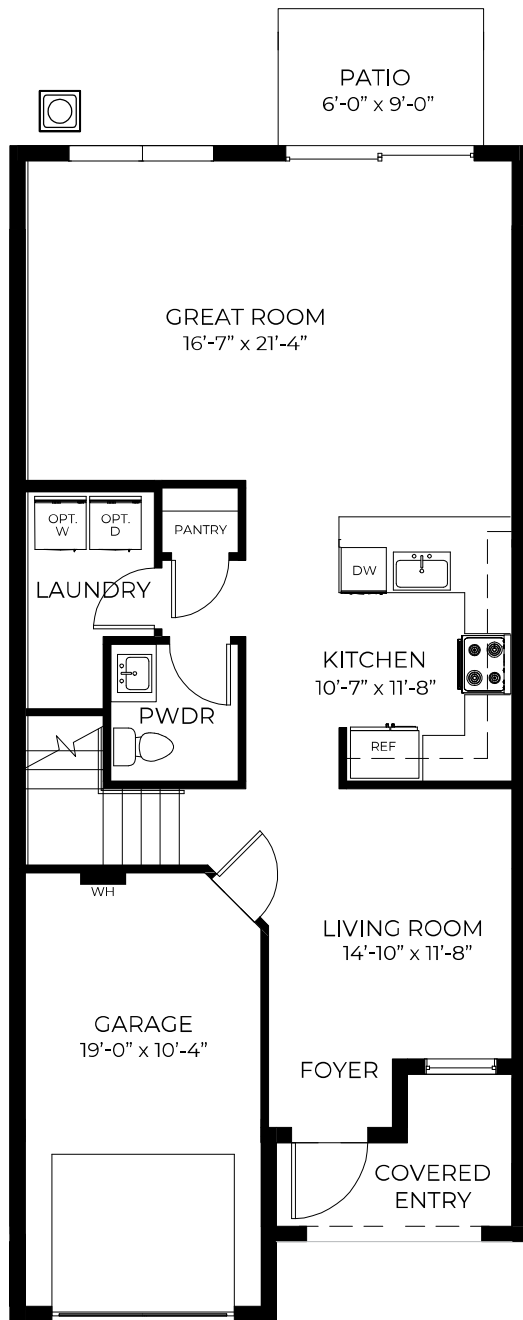 PATIO
6’-0” x 9’-0”
GREAT ROOM
16’-7” x 21’-4”
OPT.
W
OPT.
D
PANTRY
LAUNDRY
DW
KITCHEN
10’-7” x 11’-8”
PWDR
REF
WH
LIVING ROOM
14’-10” x 11’-8”
GARAGE
19’-0” x 10’-4”
FOYER
COVERED
ENTRY